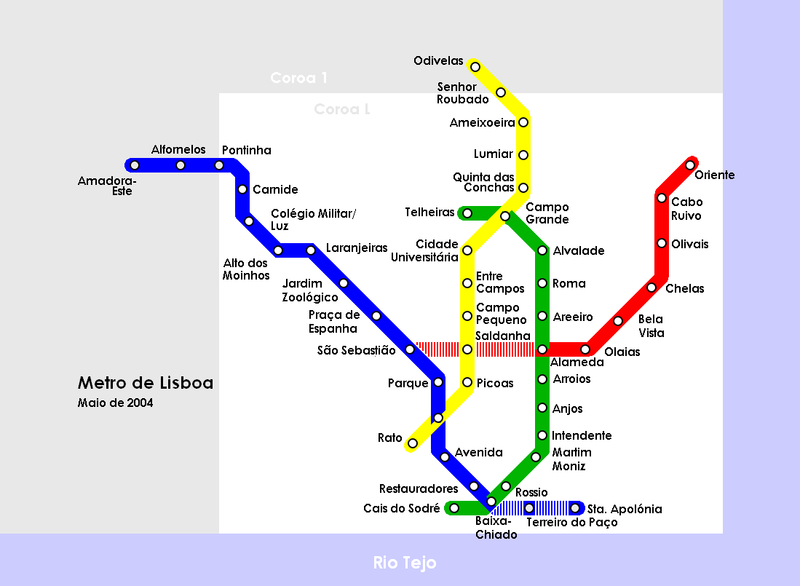 Odivelas
Coroa 1
Senhor
Roubado
Coroa L
Ameixoeira
Alfornelos
Pontinha
Lumiar
Amadora-
Este
Quinta das
Conchas
Oriente
Carnide
Telheiras
Campo
Grande
Cabo
Ruivo
Colégio Militar/
Luz
Cidade
Universitária
Alvalade
Olivais
Laranjeiras
Alto dos
Moinhos
Jardim
Zoológico
Entre
Campos
Roma
Chelas
Praça de
Espanha
Campo
Pequeno
Areeiro
Bela
Vista
Saldanha
São Sebastião
Alameda
Olaias
Metro de Lisboa
Maio de 2004
Parque
Picoas
Arroios
Anjos
Rato
Intendente
Avenida
Martim
Moniz
Restauradores
Rossio
Cais do Sodré
Baixa-
Chiado
Terreiro do Paço
Sta. Apolónia
Rio Tejo